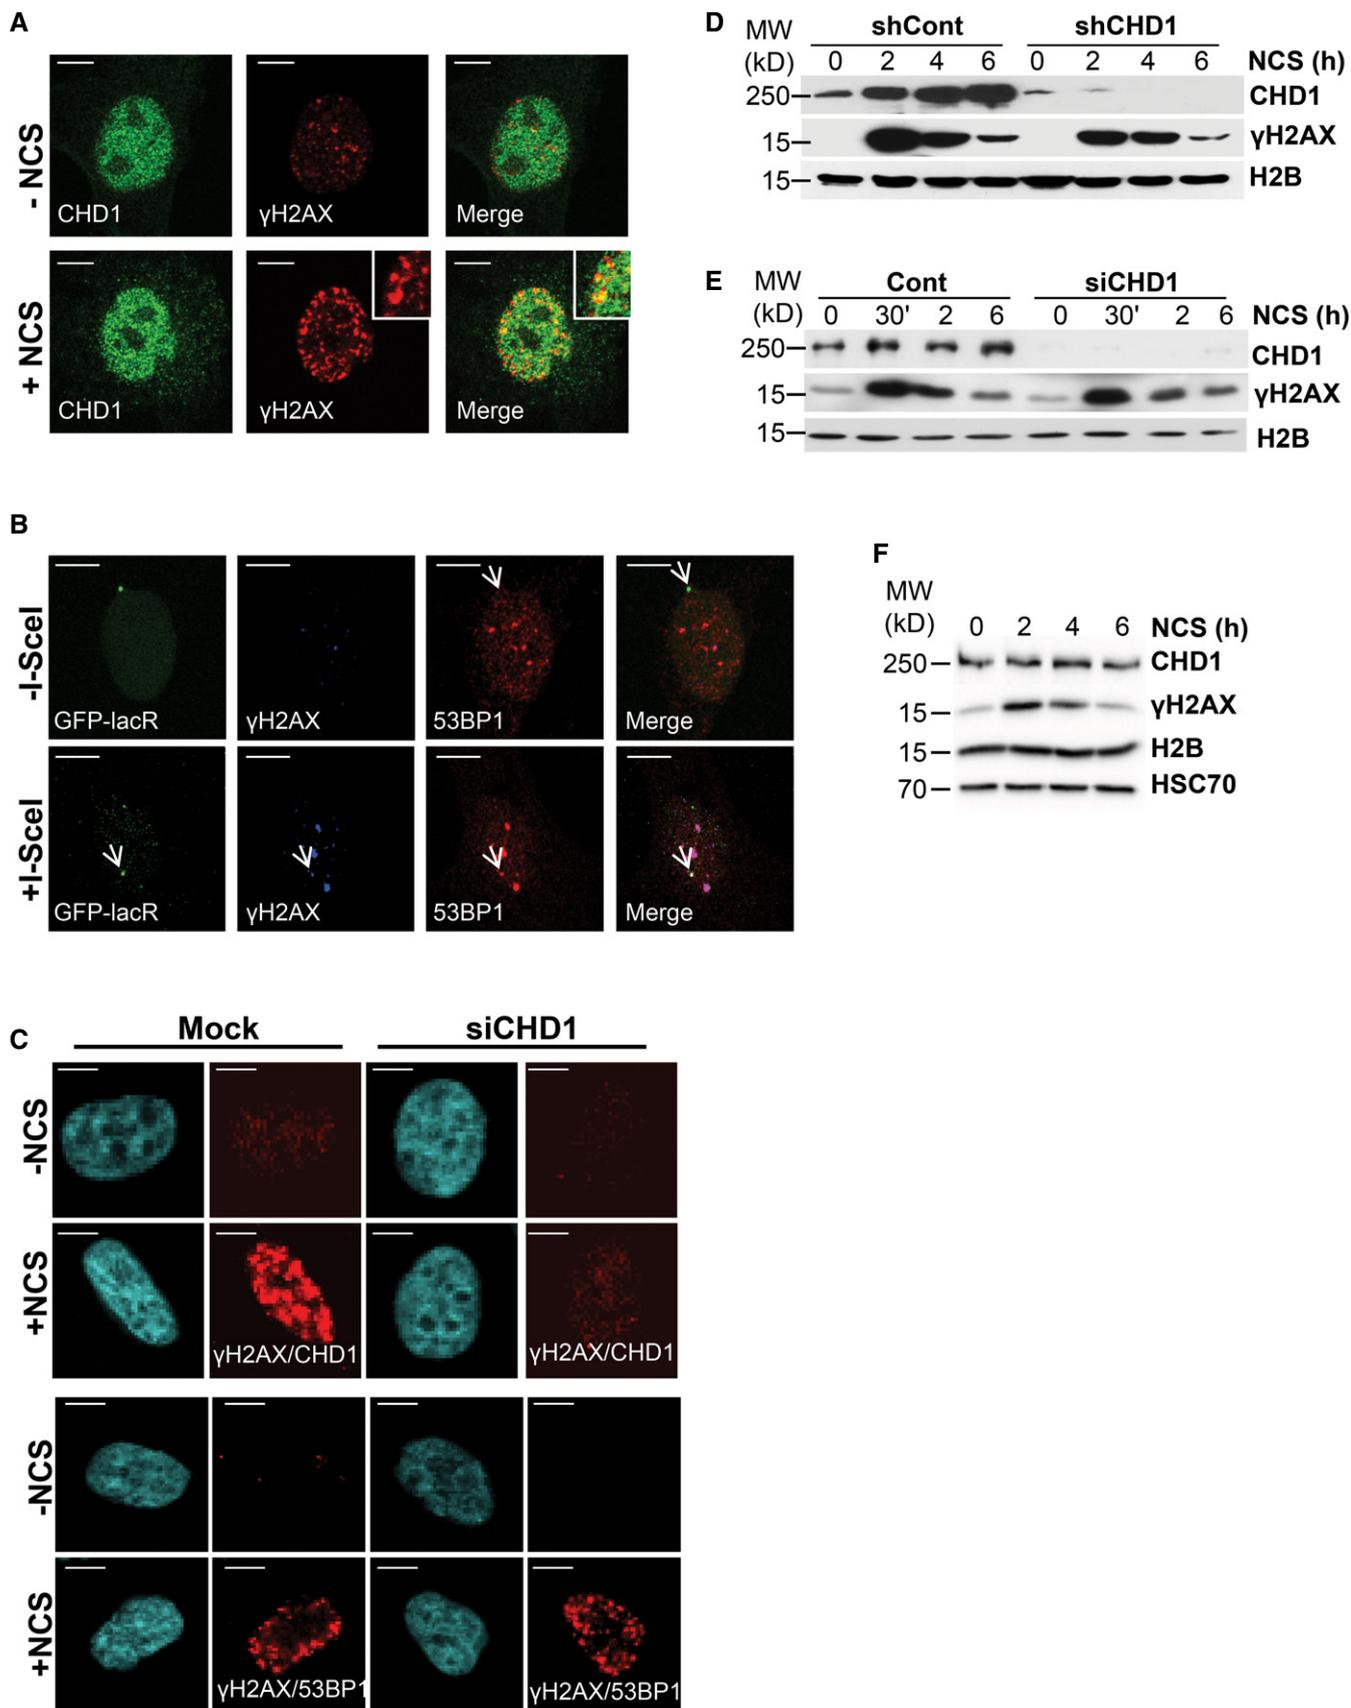 A
- NCS
CHD1
γH2AX
Merge
+ NCS
CHD1
γH2AX
Merge
B
-I-SceI
GFP-lacR
γH2AX
53BP1
Merge
+I-SceI
GFP-lacR
γH2AX
53BP1
Merge
C
Mock siCHD1
-NCS
+NCS
γH2AX/CHD1
γH2AX/CHD1
-NCS
+NCS
γH2AX/53BP1
γH2AX/53BP1
D
MW
(kD)
shCont shCHD1
0 2 4 6 0 2 4 6 NCS (h)
250 CHD1
15 γH2AX
15 H2B
E
MW
(kD)
Cont siCHD1
0 30' 2 6 0 30' 2 6 NCS (h)
250 CHD1
15 γH2AX
15 H2B
F
MW
(kD)
0 2 4 6 NCS (h)
250 CHD1
15 γH2AX
15 H2B
70 HSC70